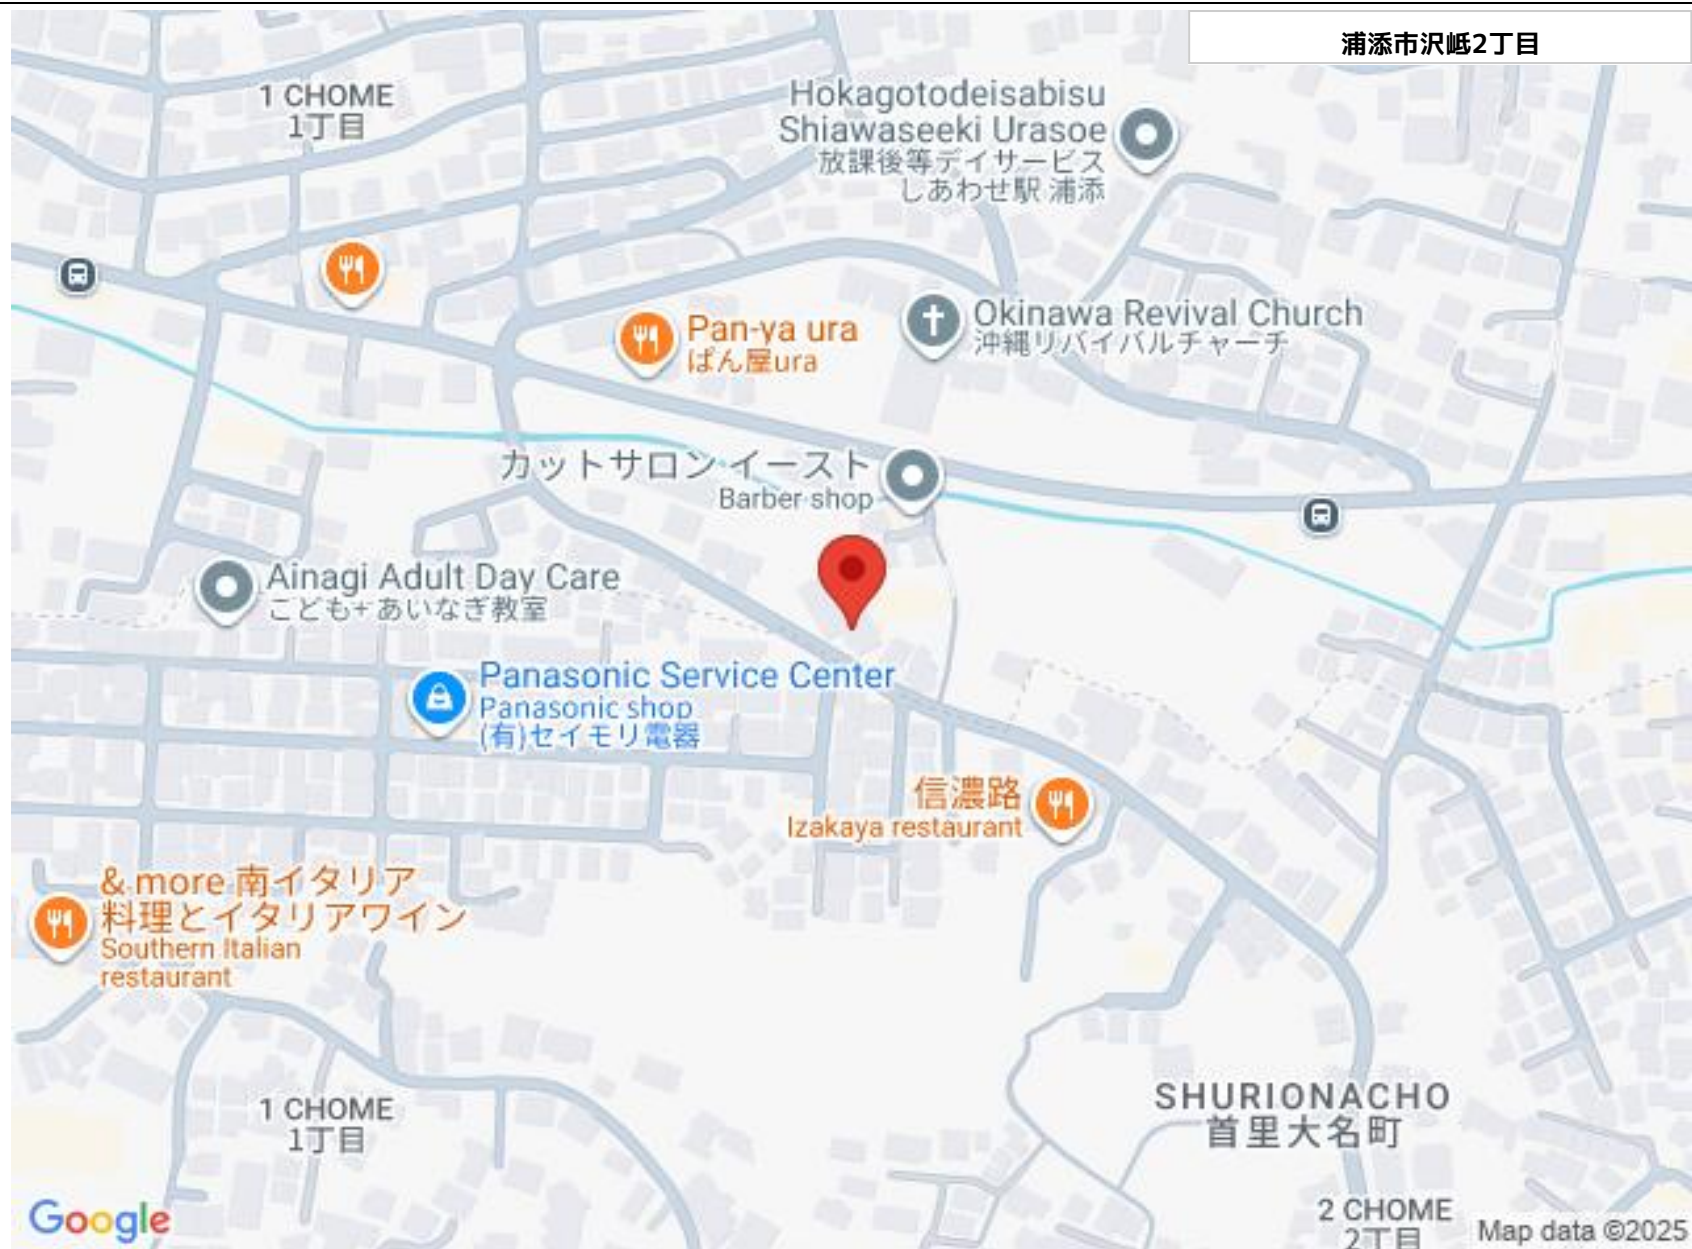 浦添市沢岻2丁目
1 CHOME
1丁目
Hokagotodeisabisu
Shiawaseeki Urasoe
放課後等デイサービス
しあわせ駅 浦添
Pan-ya ura
ぱん屋ura
Okinawa Revival Church
沖縄リバイバルチャーチ
カットサロン イースト
Barber shop
Ainagi Adult Day Care
こども+ あいなぎ教室
Panasonic Service Center
Panasonic shop
(有)セイモリ電器
信濃路
Izakaya restaurant
& more 南イタリア
料理とイタリアワイン
Southern Italian
restaurant
1 CHOME
1丁目
SHURIONACHO
首里大名町
2 CHOME
2丁目
Google
Map data ©2025